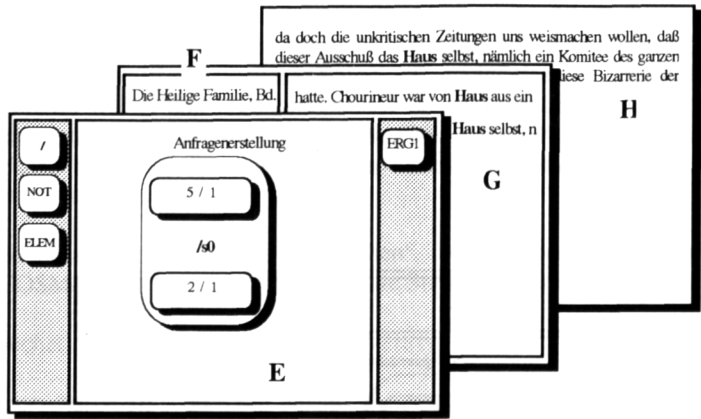 da doch die unkritischen Zeitungen uns weismachen wollen, daß
dieser Ausschuß das Haus selbst, nämlich ein Komitee des ganzen
diese Bizarrerie der
H
F
Die Heilige Familie, Bd.
hatte. Chourineur war von Haus aus ein
Haus selbst, n
G
/
NOT
ELEM
Anfragenerstellung
5 / 1
/s0
2 / 1
ERG1
E